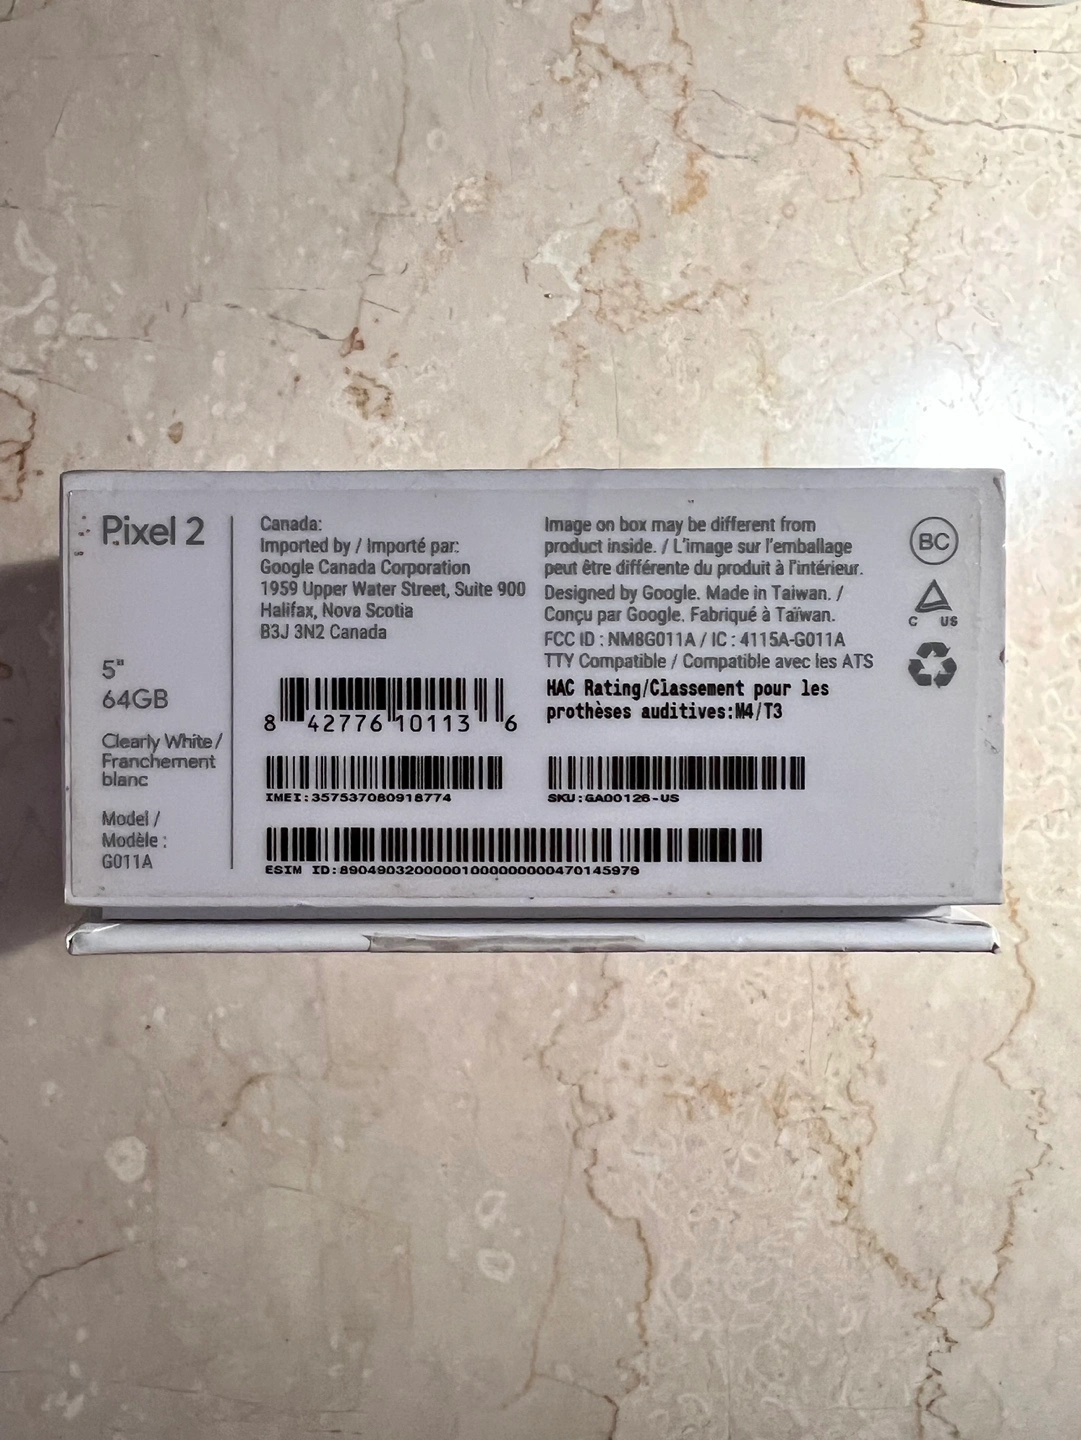 Pixel 2
5"
64GB
Clearly White /
Franchement
blanc
Model /
Modèle :
G011A
Canada:
Imported by / Importé par:
Google Canada Corporation
1959 Upper Water Street, Suite 900
Halifax, Nova Scotia
B3J 3N2 Canada
8 42776 10113 6
IMEI:357537080918774
ESIM ID:89049032000001000000000470145979
Image on box may be different from
product inside. / L'image sur l'emballage
peut être différente du produit à l'intérieur.
Designed by Google. Made in Taiwan. /
Conçu par Google. Fabriqué à Taïwan.
FCC ID : NM8G011A / IC : 4115A-G011A
TTY Compatible / Compatible avec les ATS
HAC Rating/Classement pour les
prothèses auditives:M4/T3
SKU:GA00126-US
BC
C US